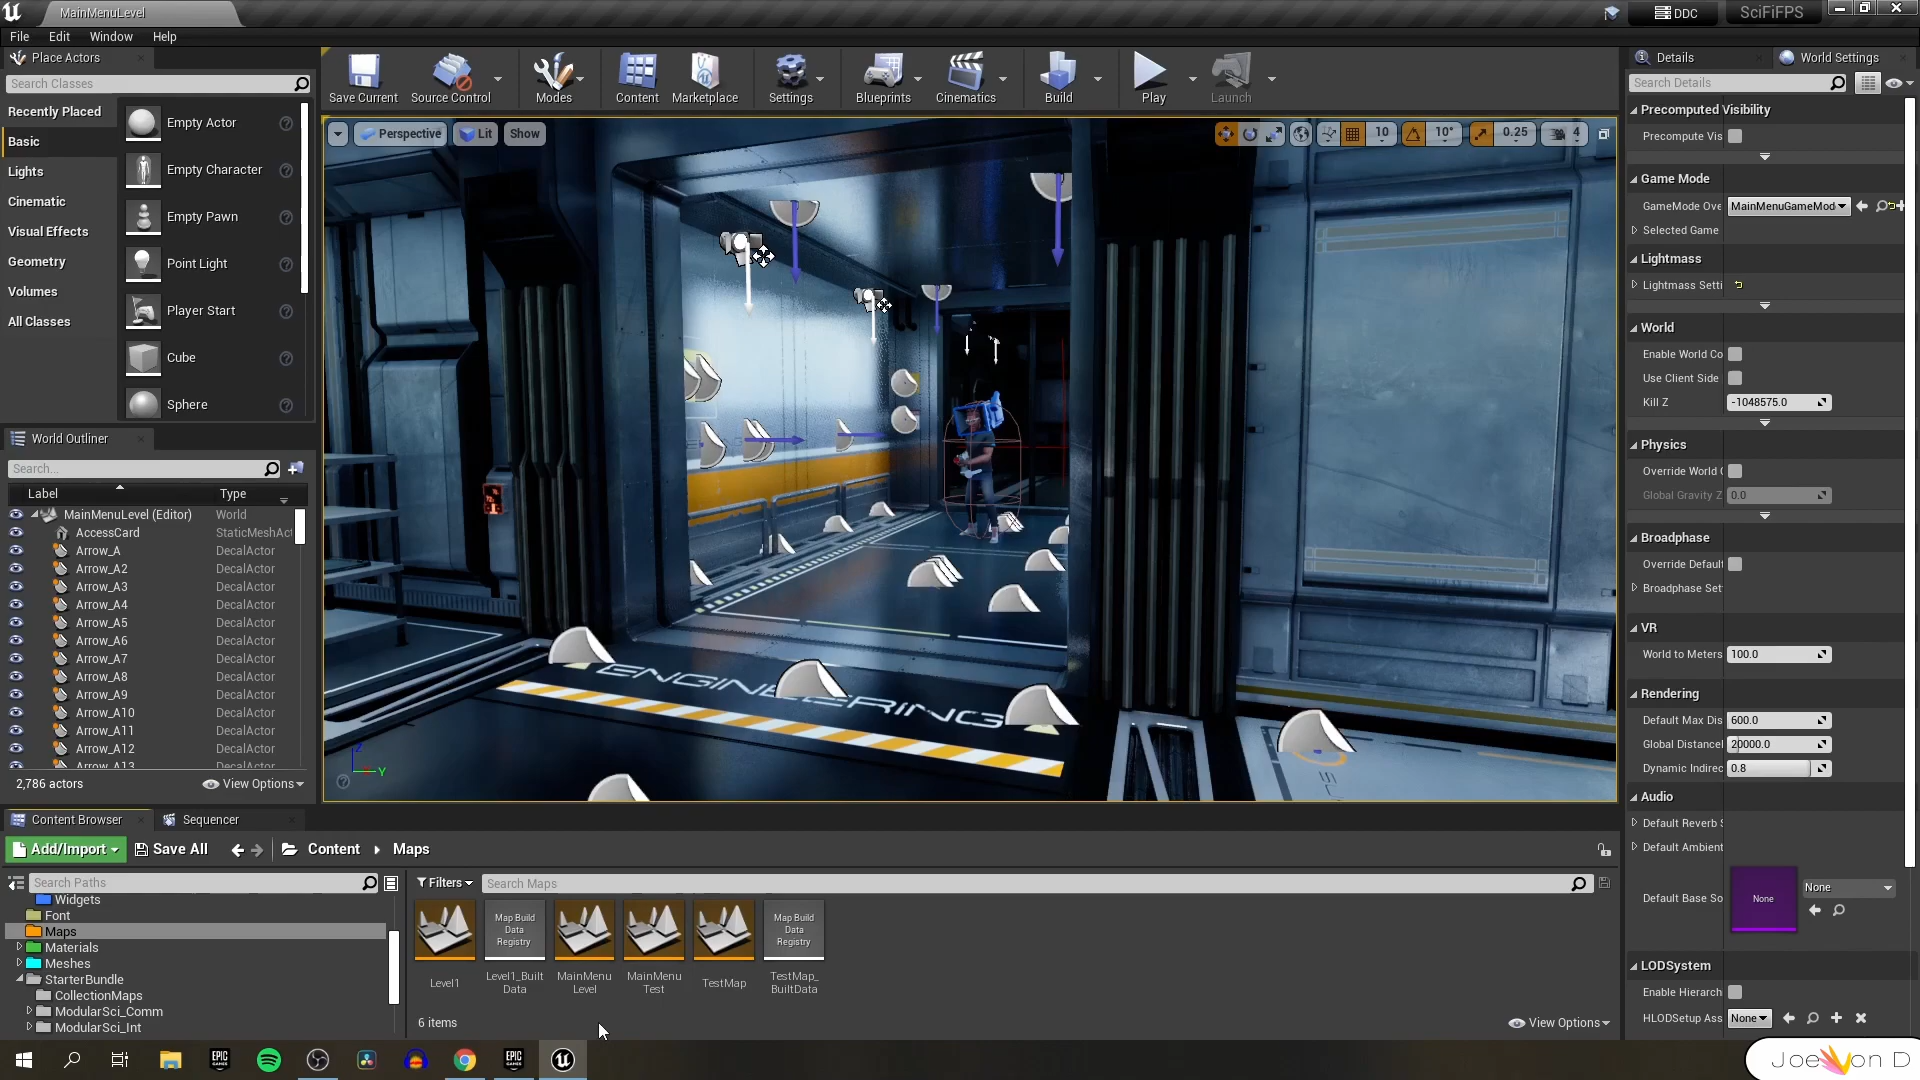 MainMenuLevel
DDC
SciFiFPS
File Edit Window Help
Place Actors
Search Classes
Recently Placed
Basic
Lights
Cinematic
Visual Effects
Geometry
Volumes
All Classes
Empty Actor
Empty Character
Empty Pawn
Point Light
Player Start
Cube
Sphere
World Outliner
Search...
Label Type
MainMenuLevel (Editor) World
AccessCard StaticMeshAct
Arrow_A DecalActor
Arrow_A2 DecalActor
Arrow_A3 DecalActor
Arrow_A4 DecalActor
Arrow_A5 DecalActor
Arrow_A6 DecalActor
Arrow_A7 DecalActor
Arrow_A8 DecalActor
Arrow_A9 DecalActor
Arrow_A10 DecalActor
Arrow_A11 DecalActor
Arrow_A12 DecalActor
Arrow_A13 DecalActor
2,786 actors View Options
Save Current Source Control Modes Content Marketplace Settings Blueprints Cinematics Build Play Launch
Perspective Lit Show
10 10° 0.25 4
ENGINEERING
Z
Y
Details World Settings
Search Details
Precomputed Visibility
Precompute Vis
Game Mode
GameMode Ove MainMenuGameMod
Selected Game
Lightmass
Lightmass Setti
World
Enable World Co
Use Client Side
Kill Z -1048575.0
Physics
Override World G
Global Gravity Z 0.0
Broadphase
Override Default
Broadphase Set
VR
World to Meters 100.0
Rendering
Default Max Dis 600.0
Global Distancel 20000.0
Dynamic Indirec 0.8
Audio
Default Reverb S
Default Ambient
Default Base So None None
LODSystem
Enable Hierarch
HLODSetup Ass None
Content Browser Sequencer
Add/Import Save All Content Maps
Search Paths
Widgets
Font
Maps
Materials
Meshes
StarterBundle
CollectionMaps
ModularSci_Comm
ModularSci_Int
Filters Search Maps
Map Build
Data
Registry
Map Build
Data
Registry
Level1
Level1_Built
Data
MainMenu
Level
MainMenu
Test
TestMap
TestMap_
BuiltData
6 items View Options
EPIC
GAMES
EPIC
GAMES
Joe Von D